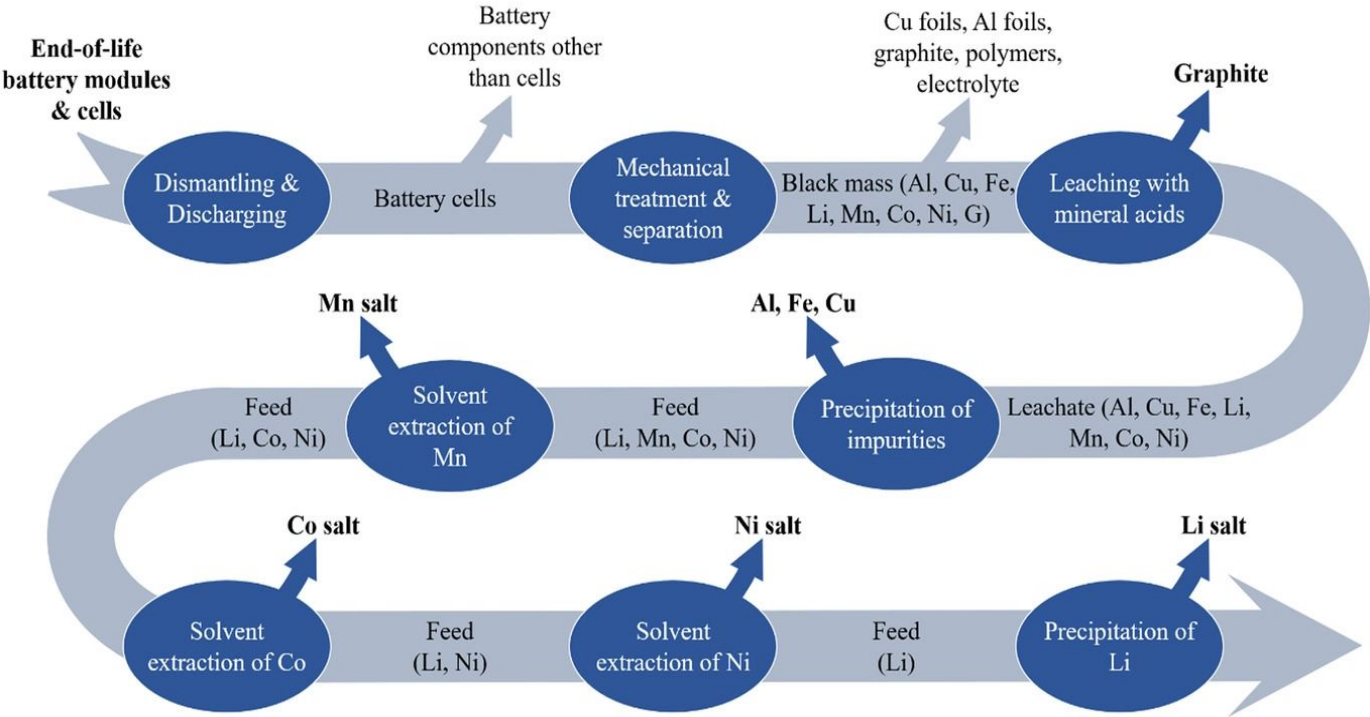 End-of-life
battery modules
& cells
Battery
components other
than cells
Cu foils, Al foils,
graphite, polymers,
electrolyte
Graphite
Dismantling &
Discharging
Battery cells
Mechanical
treatment &
separation
Black mass (Al, Cu, Fe,
Li, Mn, Co, Ni, G)
Leaching with
mineral acids
Mn salt
Al, Fe, Cu
Feed
(Li, Co, Ni)
Solvent
extraction of
Mn
Feed
(Li, Mn, Co, Ni)
Precipitation of
impurities
Leachate (Al, Cu, Fe, Li,
Mn, Co, Ni)
Co salt
Ni salt
Li salt
Solvent
extraction of Co
Feed
(Li, Ni)
Solvent
extraction of Ni
Feed
(Li)
Precipitation of
Li